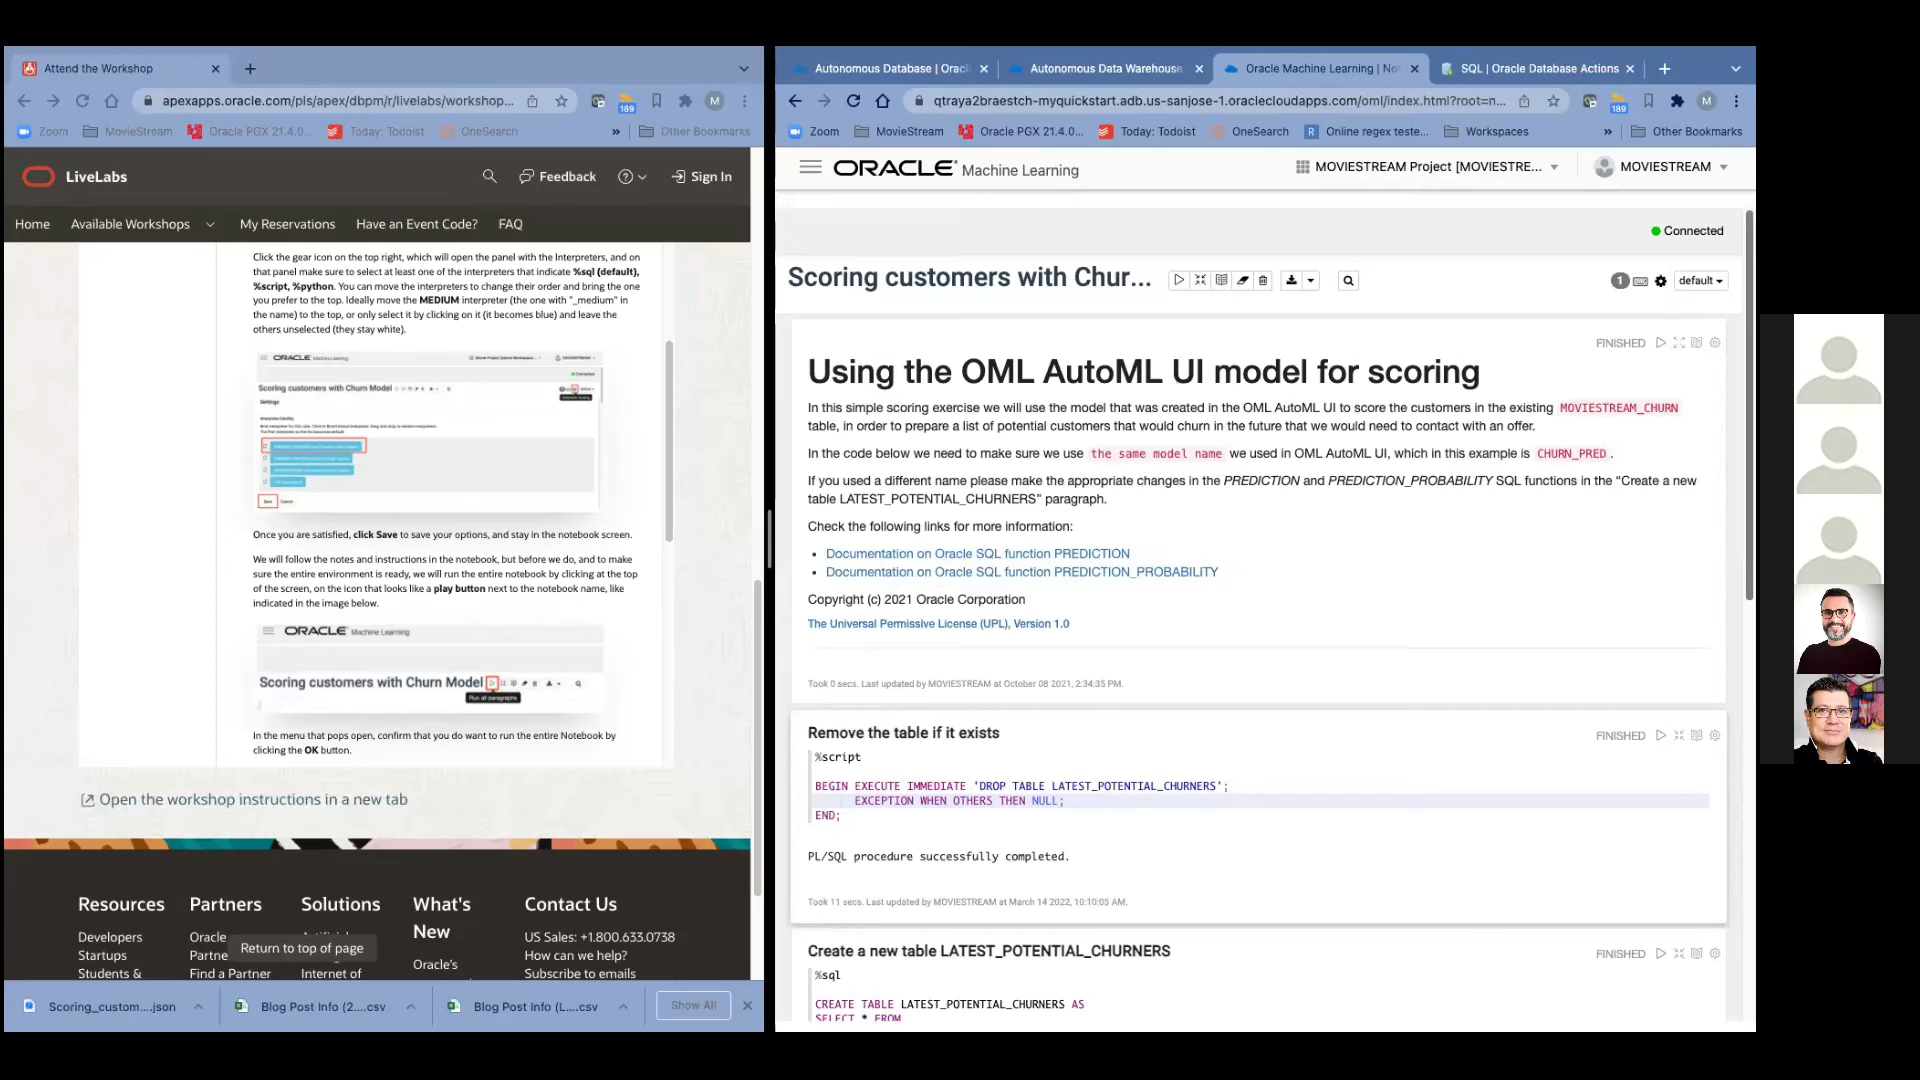 Attend the Workshop
apexapps.oracle.com/pls/apex/dbpm/r/livelabs/workshop...
189
M
Zoom
MovieStream
Oracle PGX 21.4.0...
Today: Todoist
OneSearch
»
Other Bookmarks
LiveLabs
Feedback
Sign In
Home
Available Workshops
My Reservations
Have an Event Code?
FAQ
Click the gear icon on the top right, which will open the panel with the Interpreters, and on
that panel make sure to select at least one of the interpreters that indicate %sql (default),
%script, %python. You can move the interpreters to change their order and bring the one
you prefer to the top. Ideally move the MEDIUM interpreter (the one with "_medium" in
the name) to the top, or only select it by clicking on it (it becomes blue) and leave the
others unselected (they stay white).
ORACLE Machine Learning
MOVIESTREAM
Connected
Scoring customers with Churn Model
Settings
Save
Cancel
Once you are satisfied, click Save to save your options, and stay in the notebook screen.
We will follow the notes and instructions in the notebook, but before we do, and to make
sure the entire environment is ready, we will run the entire notebook by clicking at the top
of the screen, on the icon that looks like a play button next to the notebook name, like
indicated in the image below.
ORACLE Machine Learning
Scoring customers with Churn Model
Run all paragraphs
In the menu that pops open, confirm that you do want to run the entire Notebook by
clicking the OK button.
Open the workshop instructions in a new tab
Resources
Developers
Startups
Students &
Partners
Oracle
Partne
Find a Partner
Solutions
Internet of
What's
New
Oracle's
Contact Us
US Sales: +1.800.633.0738
How can we help?
Subscribe to emails
Return to top of page
Scoring_custom....json
Blog Post Info (2....csv
Blog Post Info (L....csv
Show All
Autonomous Database | Oracl
Autonomous Data Warehouse
Oracle Machine Learning | No
SQL | Oracle Database Actions
qtraya2braestch-myquickstart.adb.us-sanjose-1.oraclecloudapps.com/oml/index.html?root=n...
189
M
Zoom
MovieStream
Oracle PGX 21.4.0...
Today: Todoist
OneSearch
R
Online regex teste...
Workspaces
»
Other Bookmarks
ORACLE Machine Learning
MOVIESTREAM Project [MOVIESTRE...
MOVIESTREAM
Connected
Scoring customers with Chur...
1
default
FINISHED
Using the OML AutoML UI model for scoring
In this simple scoring exercise we will use the model that was created in the OML AutoML UI to score the customers in the existing MOVIESTREAM_CHURN
table, in order to prepare a list of potential customers that would churn in the future that we would need to contact with an offer.
In the code below we need to make sure we use the same model name we used in OML AutoML UI, which in this example is CHURN_PRED .
If you used a different name please make the appropriate changes in the PREDICTION and PREDICTION_PROBABILITY SQL functions in the “Create a new
table LATEST_POTENTIAL_CHURNERS” paragraph.
Check the following links for more information:
• Documentation on Oracle SQL function PREDICTION
• Documentation on Oracle SQL function PREDICTION_PROBABILITY
Copyright (c) 2021 Oracle Corporation
The Universal Permissive License (UPL), Version 1.0
Took 0 secs. Last updated by MOVIESTREAM at October 08 2021, 2:34:35 PM.
Remove the table if it exists
FINISHED
%script
BEGIN EXECUTE IMMEDIATE 'DROP TABLE LATEST_POTENTIAL_CHURNERS';
EXCEPTION WHEN OTHERS THEN NULL;
END;
PL/SQL procedure successfully completed.
Took 11 secs. Last updated by MOVIESTREAM at March 14 2022, 10:10:05 AM.
Create a new table LATEST_POTENTIAL_CHURNERS
FINISHED
%sql
CREATE TABLE LATEST_POTENTIAL_CHURNERS AS
SELECT * FROM